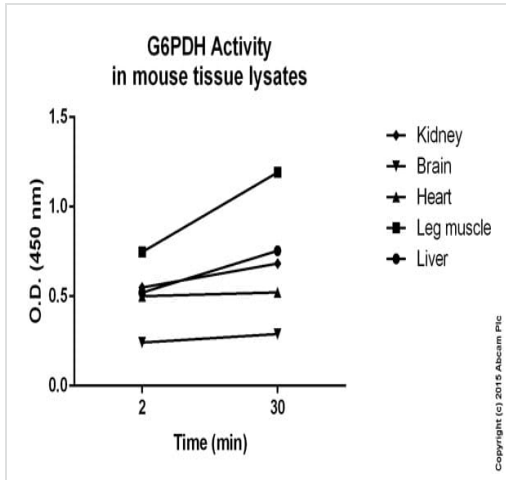 G6PDH Activity
in mouse tissue lysates
1.5
1.0
0.5
0.0
O.D. (450 nm)
2
30
Time (min)
Kidney
Brain
Heart
Leg muscle
Liver
Copyright (c) 2015 Abcam Plc